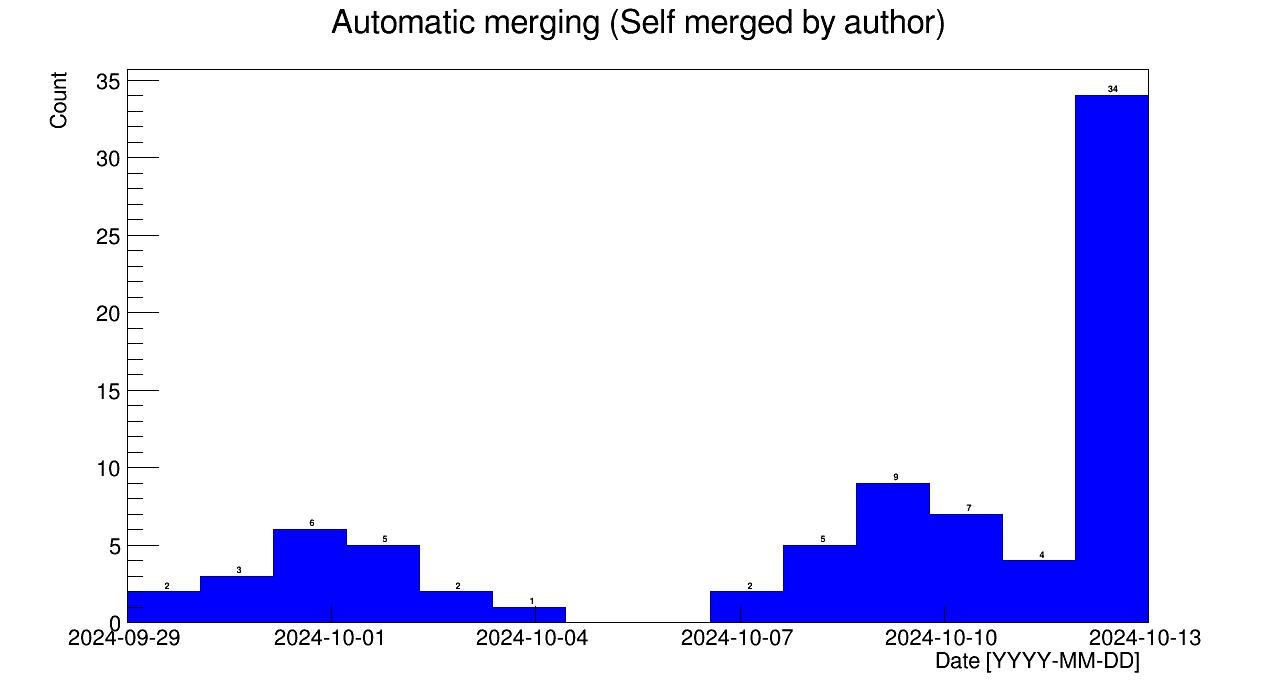 Automatic merging (Self merged by author)
Count
35
30
25
20
15
10
5
0
2 3 6 5 2 1 2 5 9 7 4 34
2024-09-29 2024-10-01 2024-10-04 2024-10-07 2024-10-10 2024-10-13
Date [YYYY-MM-DD]